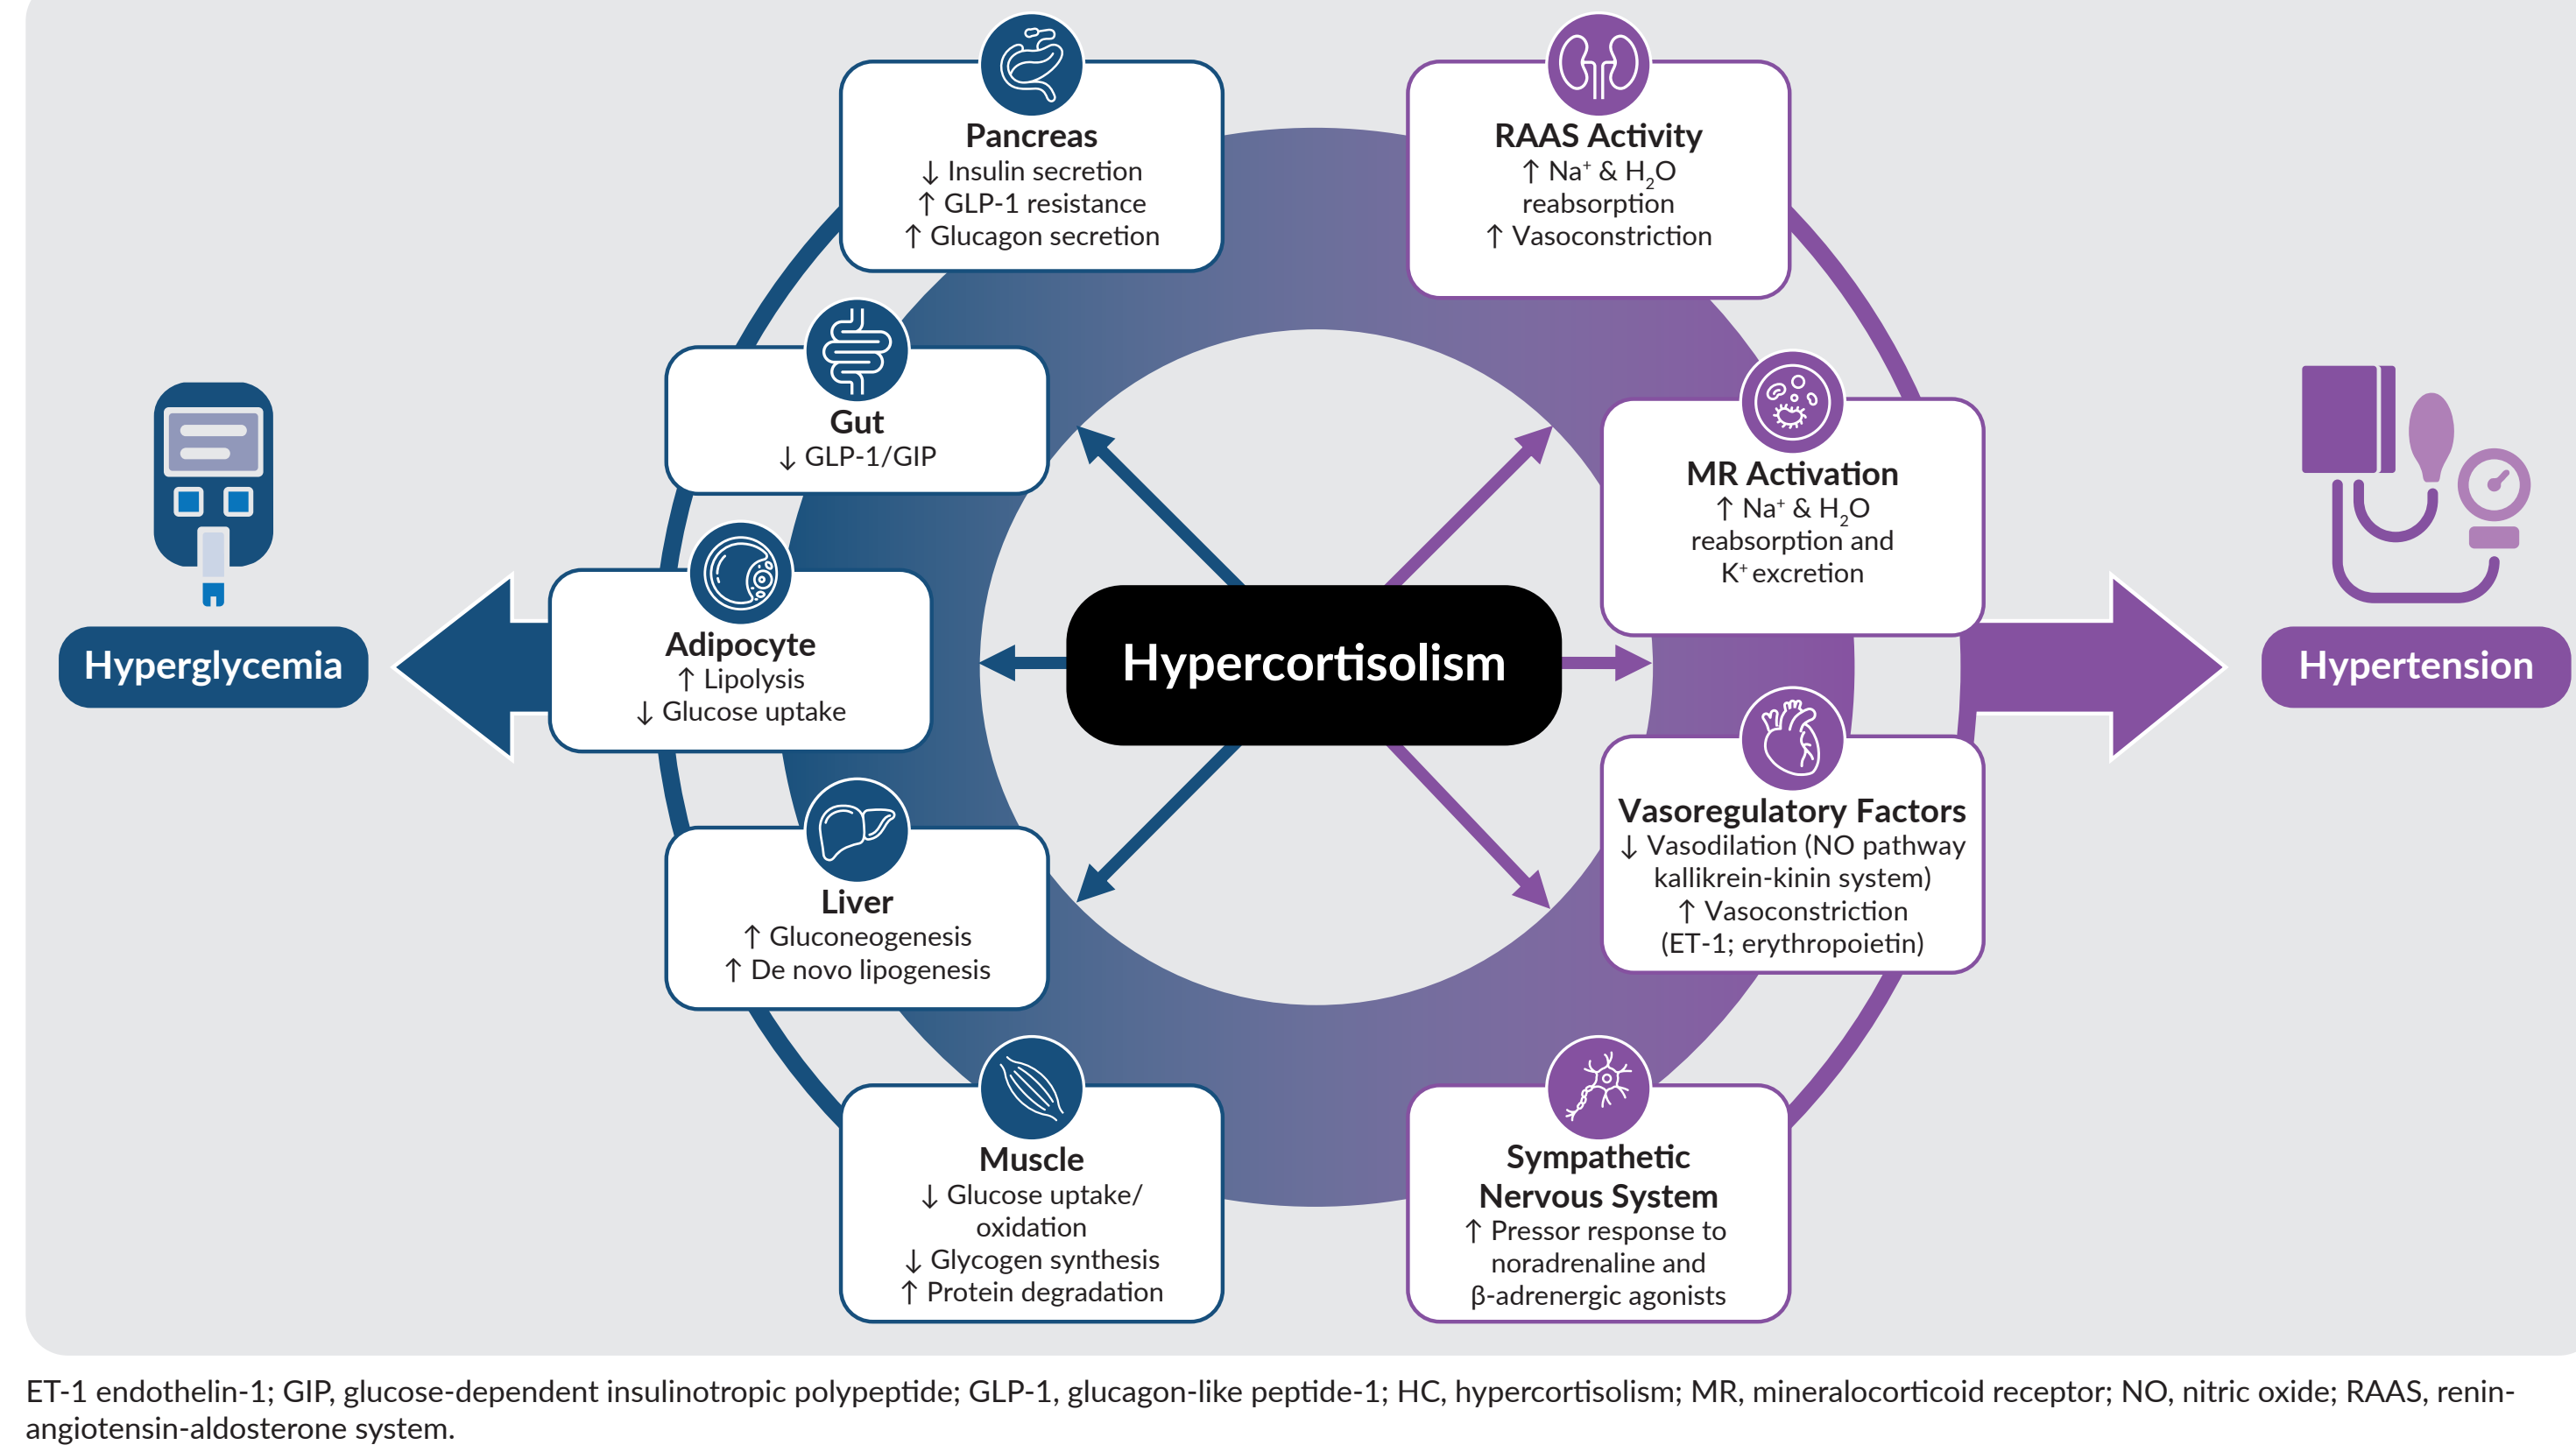 Pancreas
↓ Insulin secretion
↑ GLP-1 resistance
↑ Glucagon secretion
Gut
↓ GLP-1/GIP
Adipocyte
↑ Lipolysis
↓ Glucose uptake
Liver
↑ Gluconeogenesis
↑ De novo lipogenesis
Muscle
↓ Glucose uptake/
oxidation
↓ Glycogen synthesis
↑ Protein degradation
Hyperglycemia
Hypercortisolism
RAAS Activity
↑ Na⁺ & H₂O
reabsorption
↑ Vasoconstriction
MR Activation
↑ Na⁺ & H₂O
reabsorption and
K⁺ excretion
Vasoregulatory Factors
↓ Vasodilation (NO pathway
kallikrein-kinin system)
↑ Vasoconstriction
(ET-1; erythropoietin)
Sympathetic
Nervous System
↑ Pressor response to
noradrenaline and
β-adrenergic agonists
Hypertension
ET-1 endothelin-1; GIP, glucose-dependent insulinotropic polypeptide; GLP-1, glucagon-like peptide-1; HC, hypercortisolism; MR, mineralocorticoid receptor; NO, nitric oxide; RAAS, renin-
angiotensin-aldosterone system.